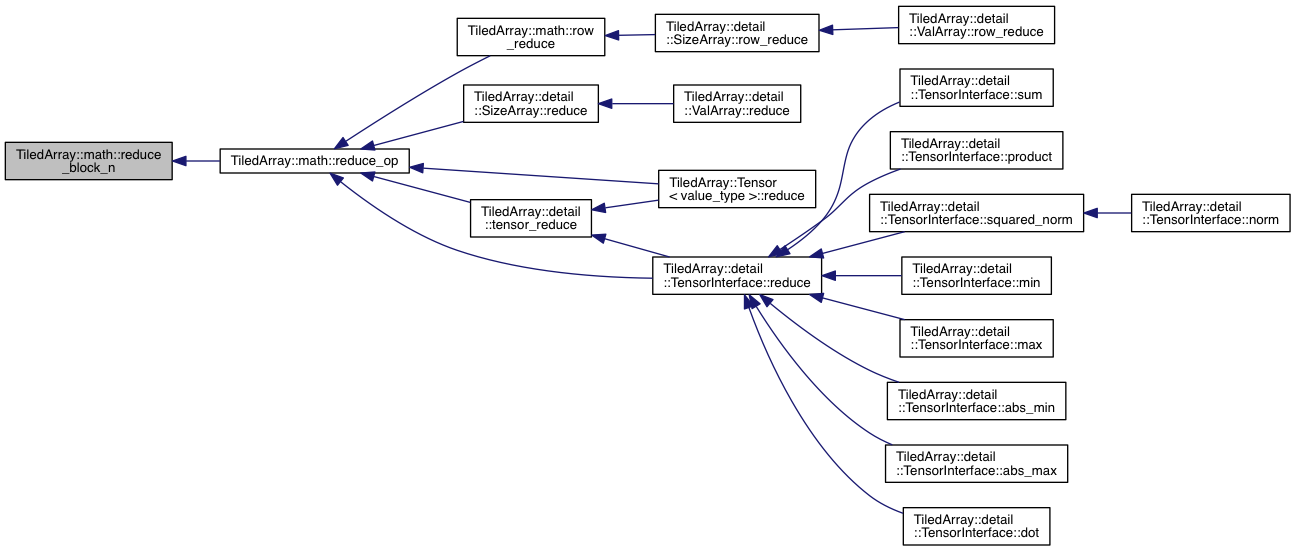 TiledArray::math::reduce
_block_n
TiledArray::math::reduce_op
TiledArray::math::row
_reduce
TiledArray::detail
::SizeArray::reduce
TiledArray::detail
::tensor_reduce
TiledArray::detail
::SizeArray::row_reduce
TiledArray::detail
::ValArray::reduce
TiledArray::Tensor
< value_type >::reduce
TiledArray::detail
::TensorInterface::reduce
TiledArray::detail
::ValArray::row_reduce
TiledArray::detail
::TensorInterface::sum
TiledArray::detail
::TensorInterface::product
TiledArray::detail
::TensorInterface::squared_norm
TiledArray::detail
::TensorInterface::min
TiledArray::detail
::TensorInterface::max
TiledArray::detail
::TensorInterface::abs_min
TiledArray::detail
::TensorInterface::abs_max
TiledArray::detail
::TensorInterface::dot
TiledArray::detail
::TensorInterface::norm